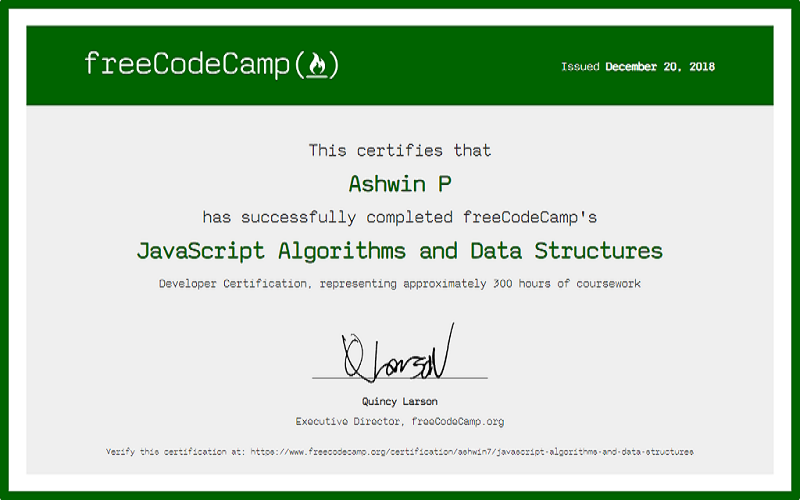 freeCodeCamp(🔥)
Issued December 20, 2018
This certifies that
Ashwin P
has successfully completed freeCodeCamp's
JavaScript Algorithms and Data Structures
Developer Certification, representing approximately 300 hours of coursework
QLarson
Quincy Larson
Executive Director, freeCodeCamp.org
Verify this certification at: https://www.freecodecamp.org/certification/ashwin7/javascript-algorithms-and-data-structures